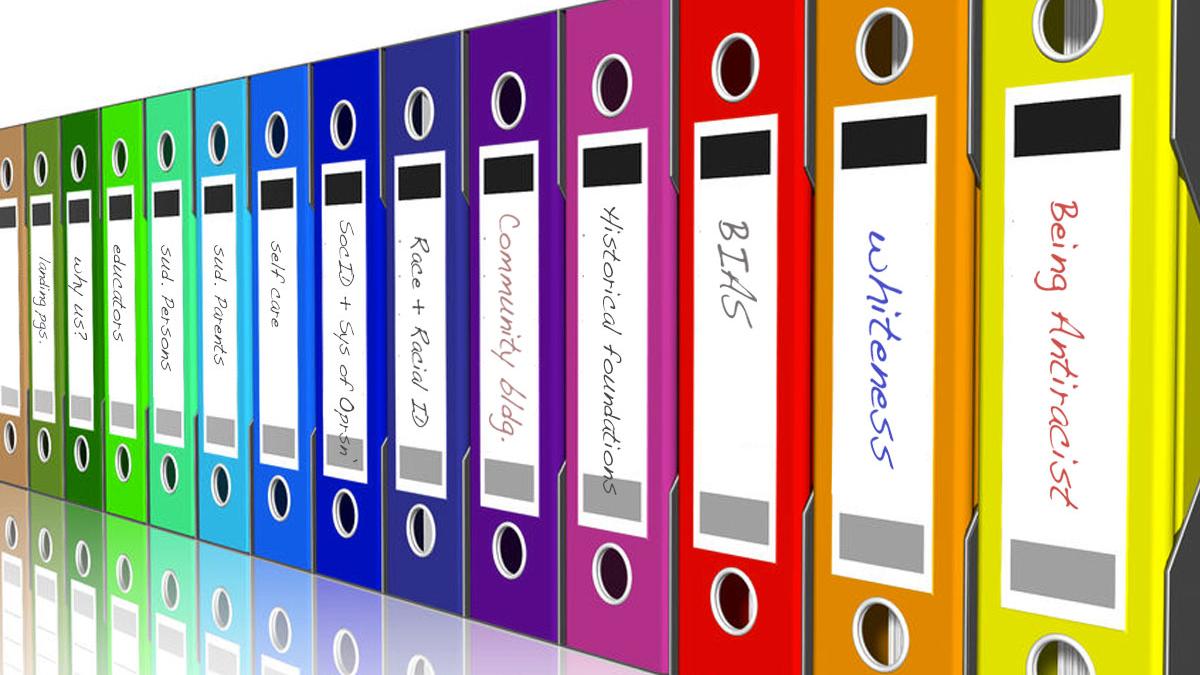 landing pgs.
why us?
educators
sud. Persons
sud. Parents
self care
SocID + Sys of Oprsn'
Race + Racial ID
Community bldg.
Historical foundations
BIAS
whiteness
Being Antiracist